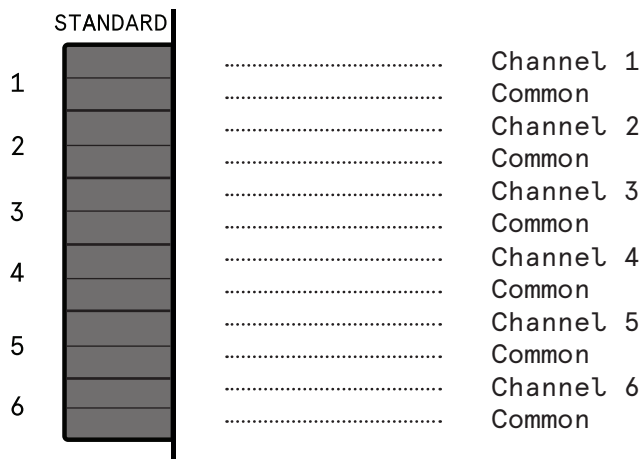 STANDARD
Channel 1
1
Common
Channel 2
2
Common
Channel 3
3
Common
Channel 4
4
Common
Channel 5
5
Common
Channel 6
6
Common